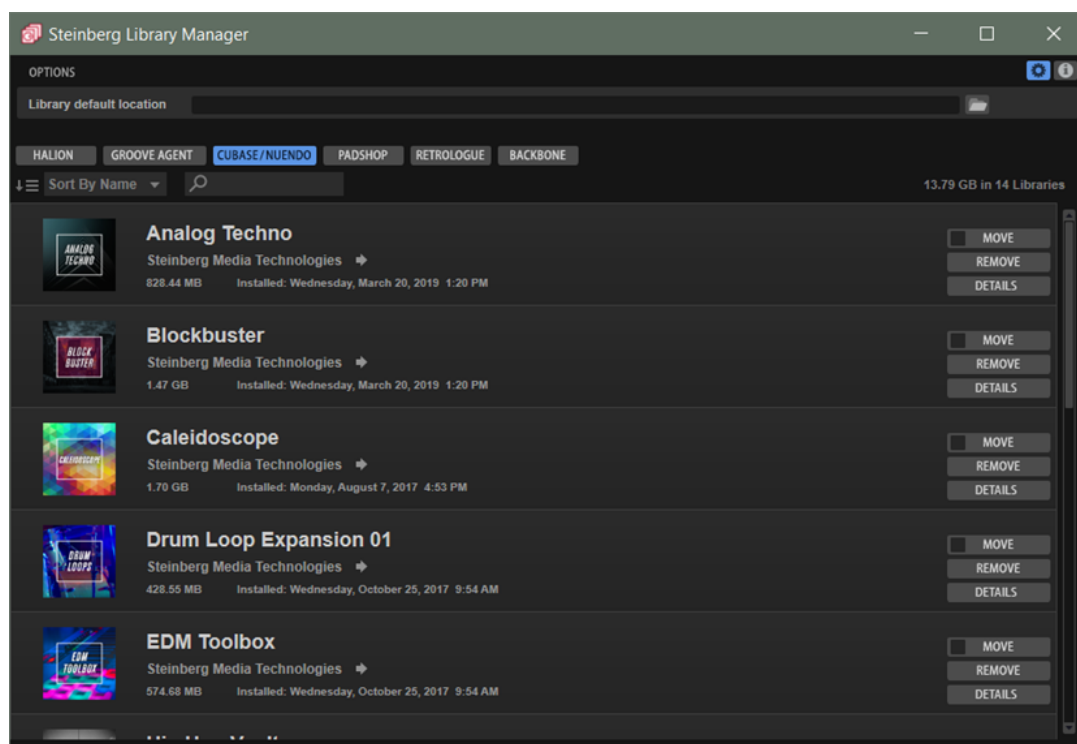 Steinberg Library Manager
OPTIONS
Library default location
HALION GROOVE AGENT CUBASE/NUENDO PADSHOP RETROLOGUE BACKBONE
Sort By Name 13.79 GB in 14 Libraries
ANALOG
TECHNO
Analog Techno
Steinberg Media Technologies
828.44 MB Installed: Wednesday, March 20, 2019 1:20 PM
MOVE
REMOVE
DETAILS
BLOCK
BUSTER
Blockbuster
Steinberg Media Technologies
1.47 GB Installed: Wednesday, March 20, 2019 1:20 PM
MOVE
REMOVE
DETAILS
CALEIDOSCOPE
Caleidoscope
Steinberg Media Technologies
1.70 GB Installed: Monday, August 7, 2017 4:53 PM
MOVE
REMOVE
DETAILS
DRUM
LOOPS
Drum Loop Expansion 01
Steinberg Media Technologies
428.55 MB Installed: Wednesday, October 25, 2017 9:54 AM
MOVE
REMOVE
DETAILS
EDM
TOOLBOX
EDM Toolbox
Steinberg Media Technologies
574.68 MB Installed: Wednesday, October 25, 2017 9:54 AM
MOVE
REMOVE
DETAILS